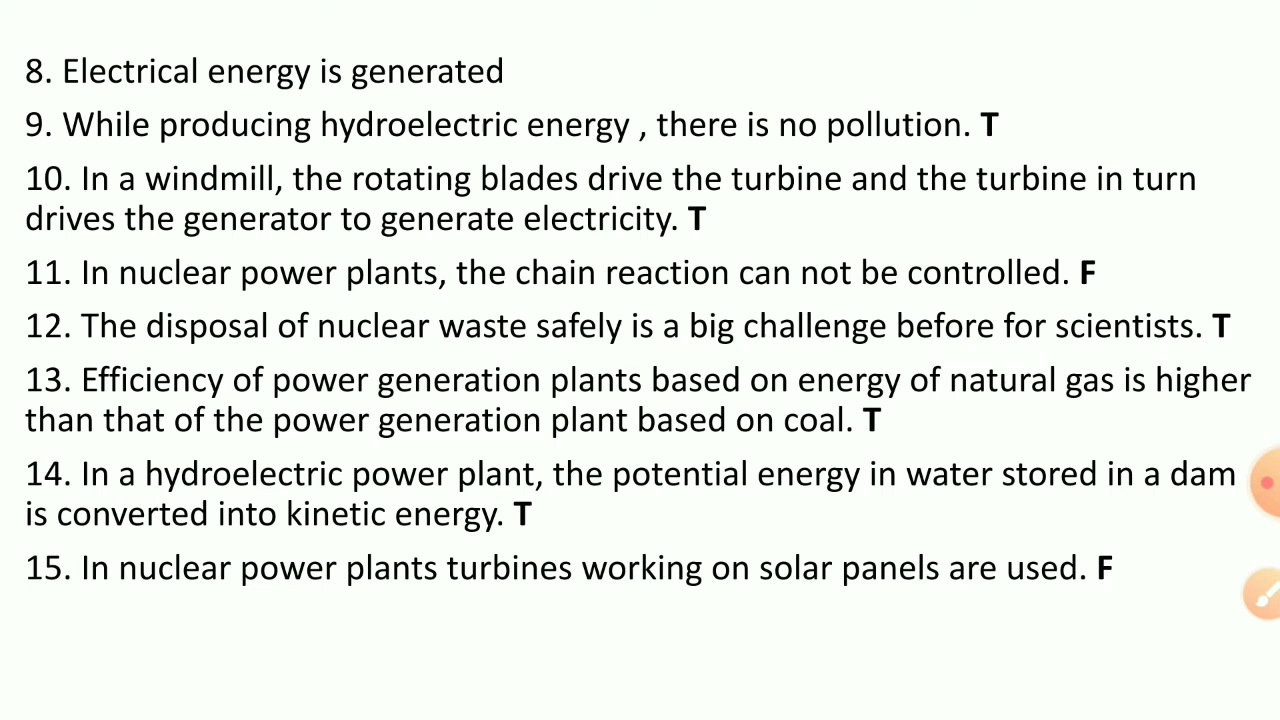 8. Electrical energy is generated
9. While producing hydroelectric energy , there is no pollution. T
10. In a windmill, the rotating blades drive the turbine and the turbine in turn
drives the generator to generate electricity. T
11. In nuclear power plants, the chain reaction can not be controlled. F
12. The disposal of nuclear waste safely is a big challenge before for scientists. T
13. Efficiency of power generation plants based on energy of natural gas is higher
than that of the power generation plant based on coal. T
14. In a hydroelectric power plant, the potential energy in water stored in a dam
is converted into kinetic energy. T
15. In nuclear power plants turbines working on solar panels are used. F